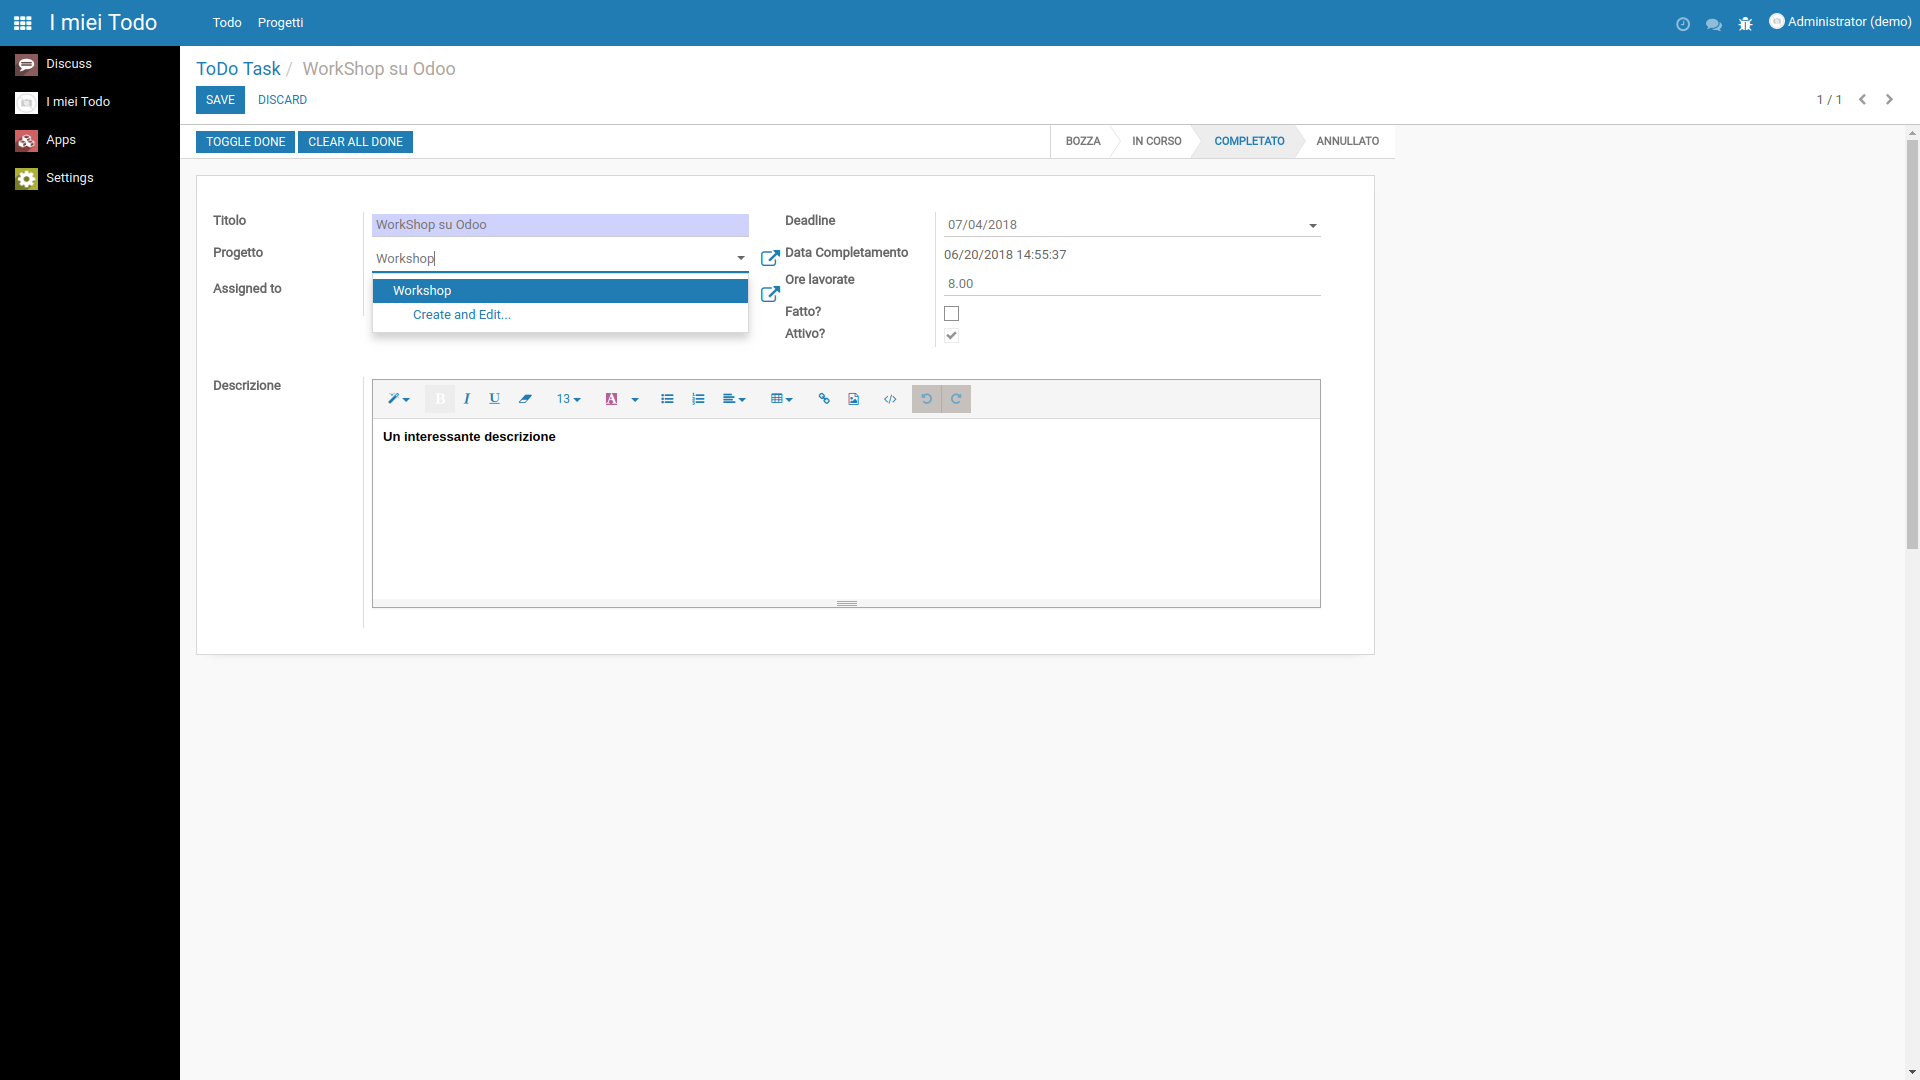 I miei Todo
Todo Progetti
Administrator (demo)
Discuss
I miei Todo
Apps
Settings
ToDo Task / WorkShop su Odoo
SAVE DISCARD
1 / 1
TOGGLE DONE CLEAR ALL DONE
BOZZA IN CORSO COMPLETATO ANNULLATO
Titolo WorkShop su Odoo
Progetto Workshop
Workshop
Create and Edit...
Assigned to
Deadline 07/04/2018
Data Completamento 06/20/2018 14:55:37
Ore lavorate 8.00
Fatto?
Attivo?
Descrizione
B I U 13 A </>
Un interessante descrizione